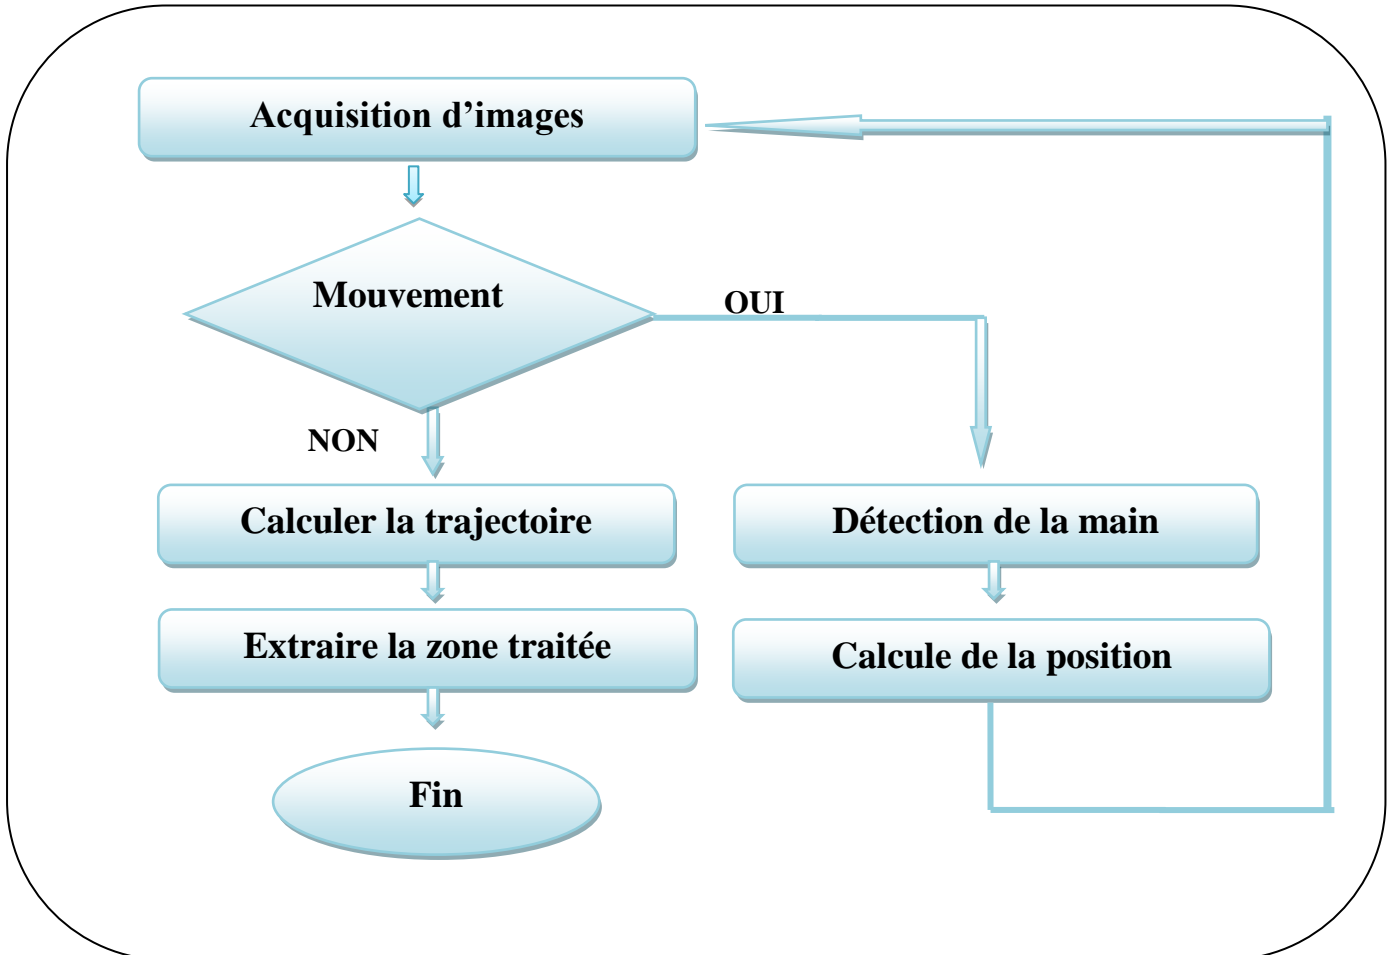 Acquisition d’images
Mouvement
OUI
NON
Calculer la trajectoire
Détection de la main
Extraire la zone traitée
Calcule de la position
Fin